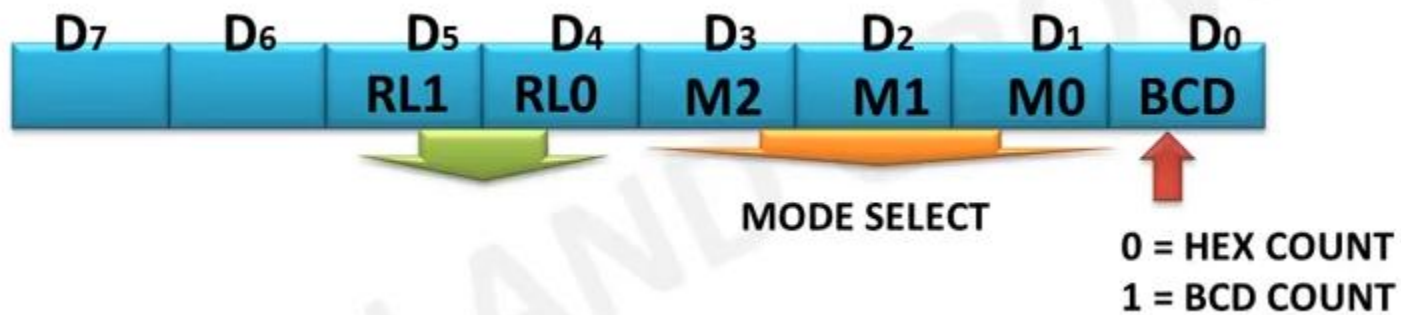 D7 D6 D5 D4 D3 D2 D1 D0
RL1 RL0 M2 M1 M0 BCD
MODE SELECT
0 = HEX COUNT
1 = BCD COUNT